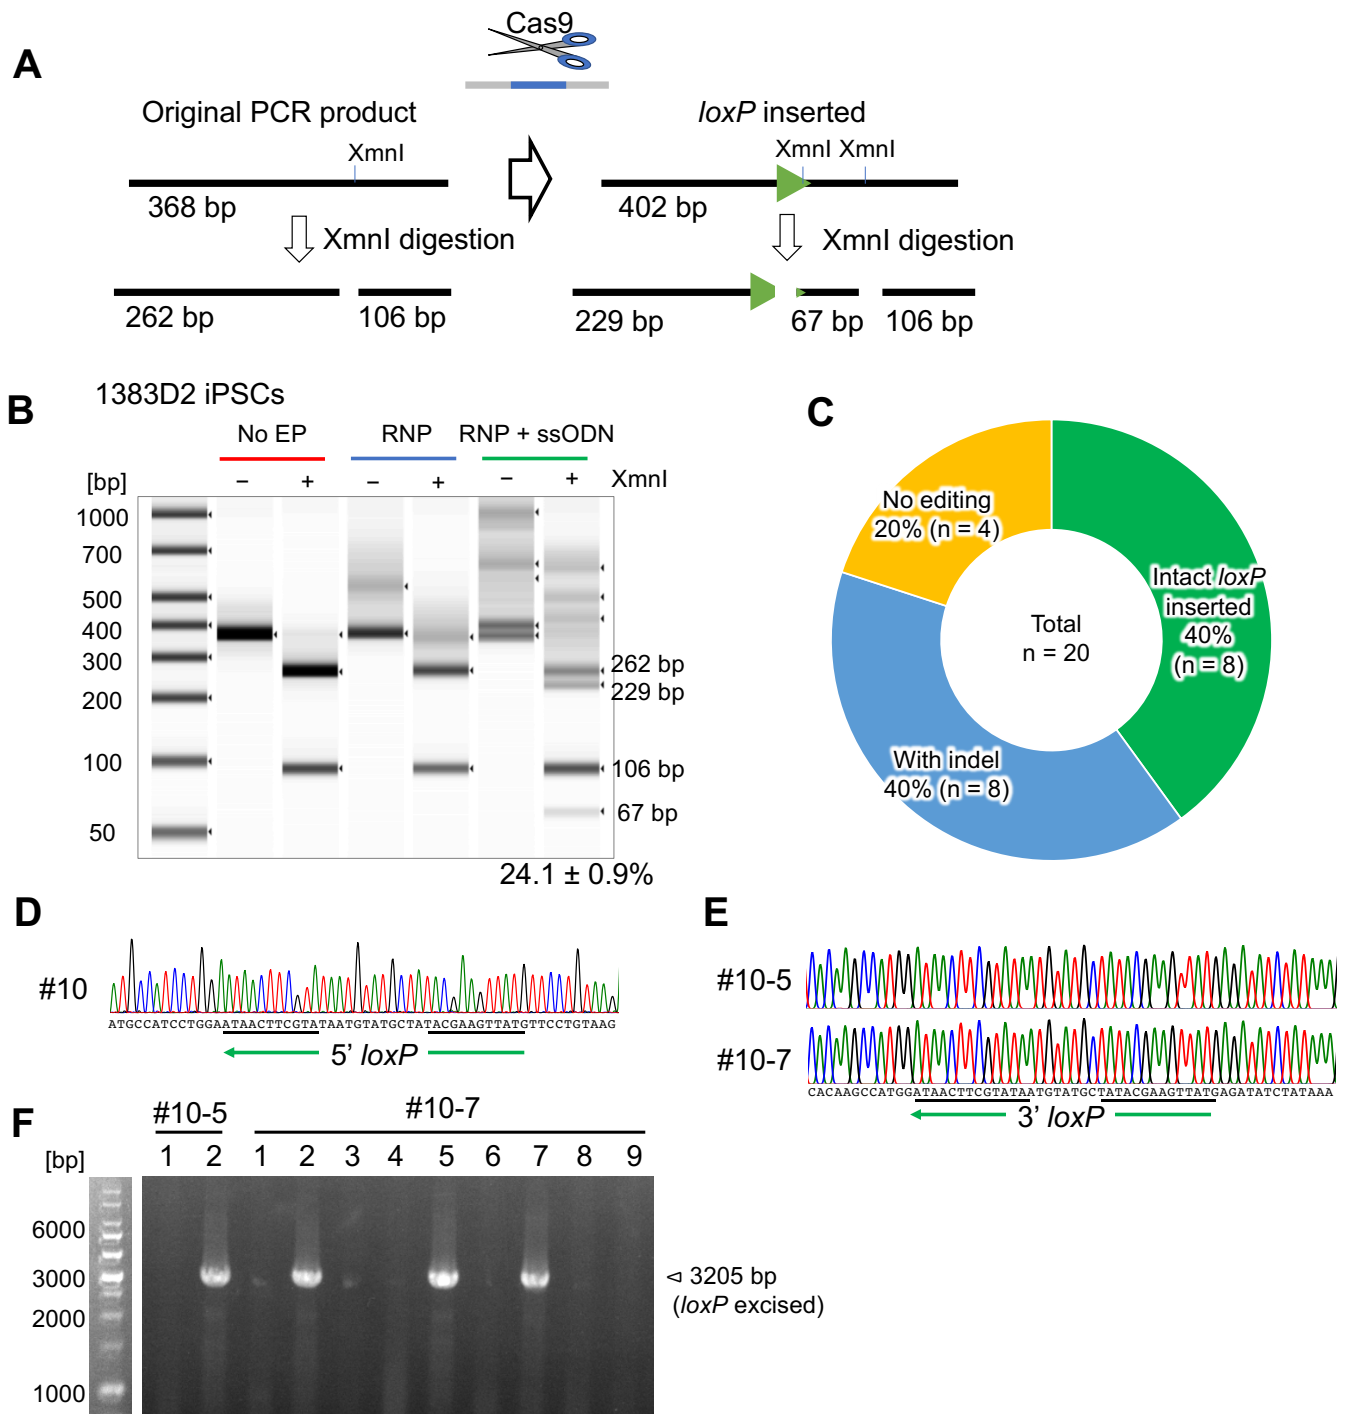 A
Cas9
Original PCR product
loxP inserted
XmnI
XmnI XmnI
368 bp
402 bp
XmnI digestion
XmnI digestion
262 bp
106 bp
229 bp
67 bp
106 bp
B
1383D2 iPSCs
No EP
RNP
RNP + ssODN
[bp]
− + − + − + XmnI
1000
700
500
400
300
200
100
50
262 bp
229 bp
106 bp
67 bp
24.1 ± 0.9%
C
No editing
20% (n = 4)
Intact loxP
inserted
40%
(n = 8)
Total
n = 20
With indel
40% (n = 8)
D
#10
ATGCCATCCTGGAATAACTTCGTATAATGTATGCTATACGAAGTTATGTTCCTGTAAG
5’ loxP
E
#10-5
#10-7
CACAAGCCATGGATAACTTCGTATAATGTATGCTATACGAAGTTATGAGATATCTATAAA
3’ loxP
F
#10-5
#10-7
[bp]
1 2 1 2 3 4 5 6 7 8 9
6000
3000
2000
1000
⊲ 3205 bp
(loxP excised)